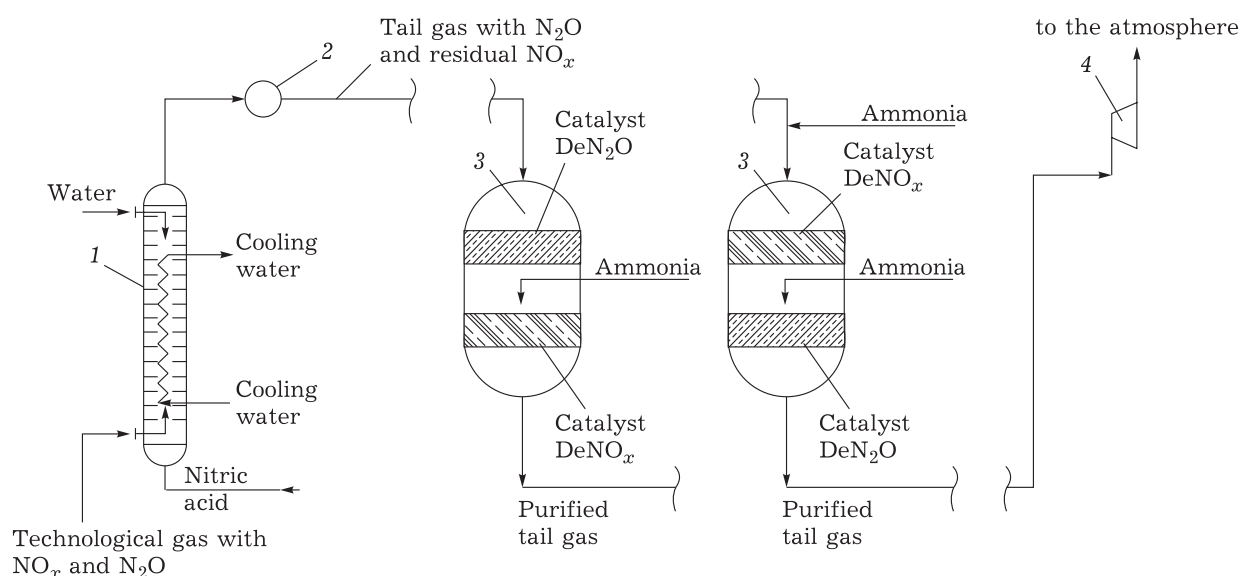 Tail gas with N₂O
and residual NOₓ
to the atmosphere
2
4
Ammonia
Catalyst
DeN₂O
Catalyst
DeNOₓ
3
3
Water
Cooling
water
1
Ammonia
Ammonia
Cooling
water
Catalyst
DeNOₓ
Catalyst
DeN₂O
Nitric
acid
Purified
tail gas
Purified
tail gas
Technological gas with
NOₓ and N₂O